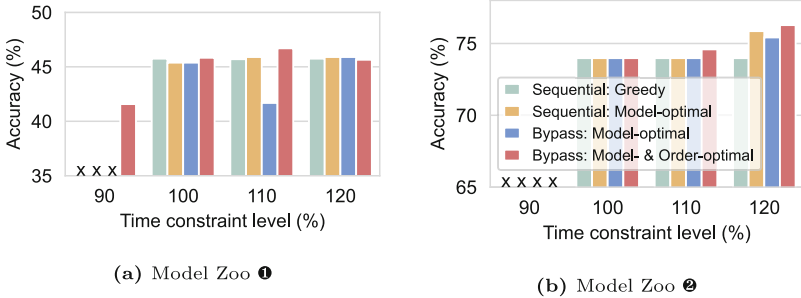 50
45
40
35
Accuracy (%)
x x x
90 100 110 120
Time constraint level (%)
(a) Model Zoo ❶
75
70
65
Accuracy (%)
Sequential: Greedy
Sequential: Model-optimal
Bypass: Model-optimal
Bypass: Model- & Order-optimal
x x x x
90 100 110 120
Time constraint level (%)
(b) Model Zoo ❷